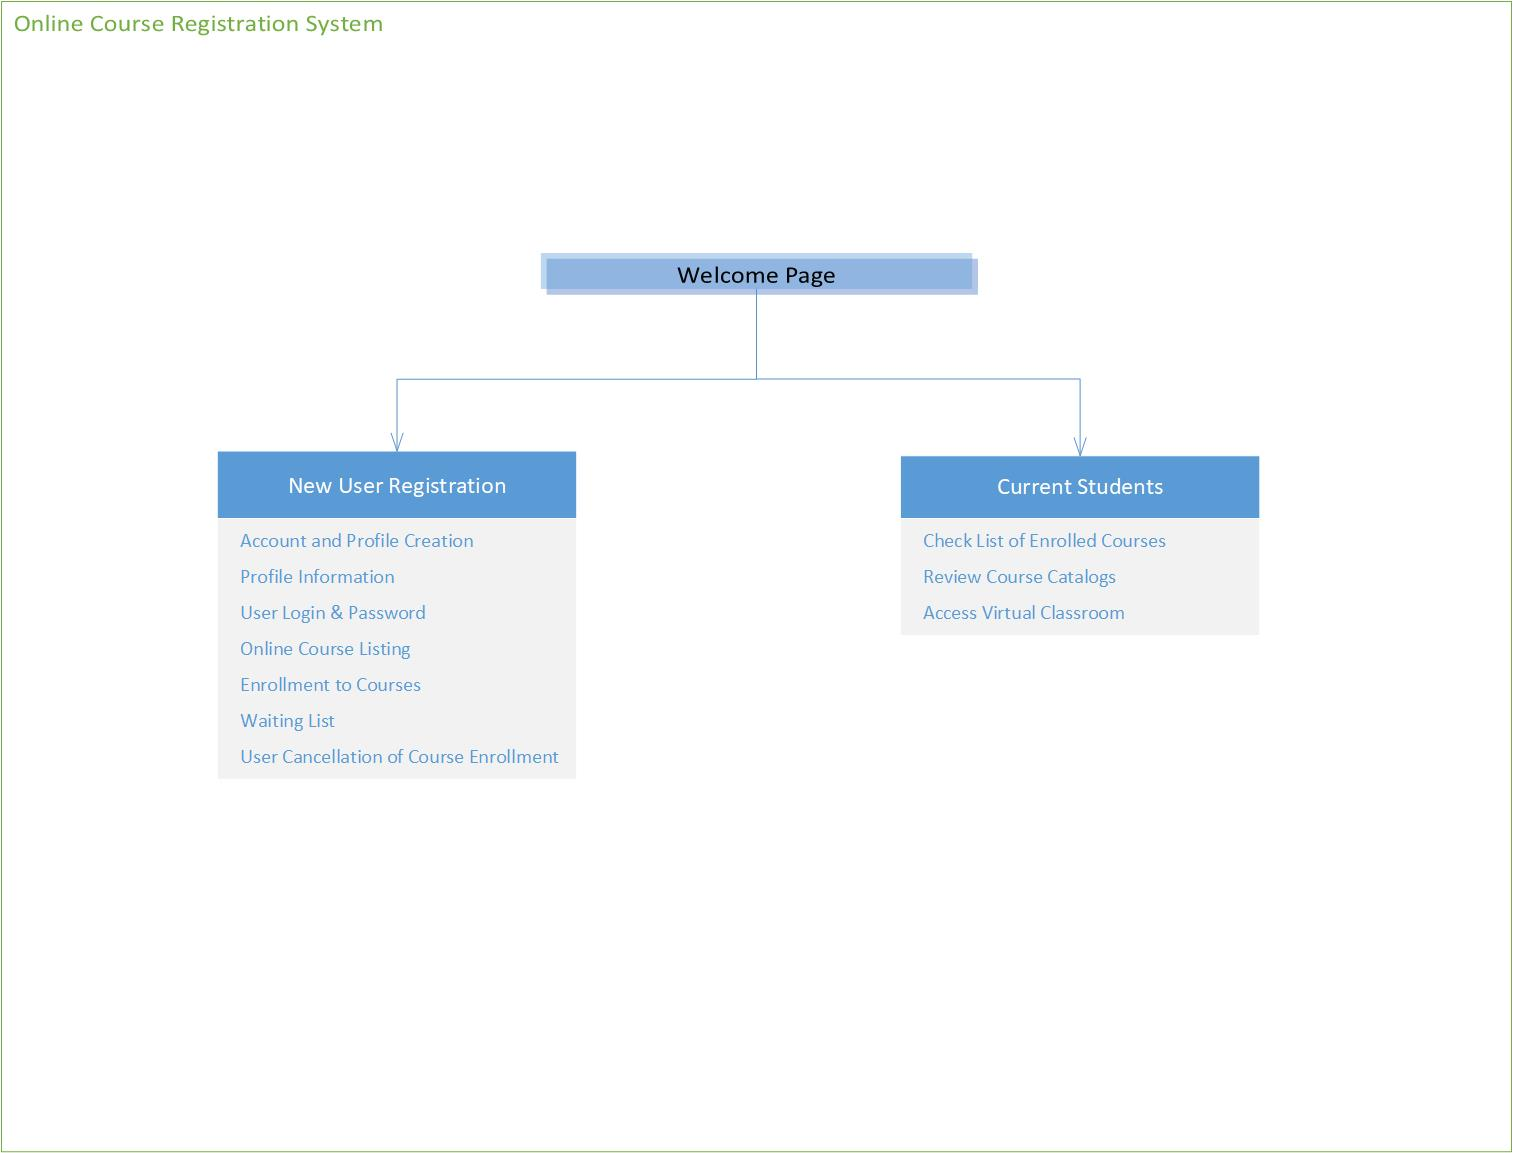 Online Course Registration System
Welcome Page
New User Registration
Account and Profile Creation
Profile Information
User Login & Password
Online Course Listing
Enrollment to Courses
Waiting List
User Cancellation of Course Enrollment
Current Students
Check List of Enrolled Courses
Review Course Catalogs
Access Virtual Classroom